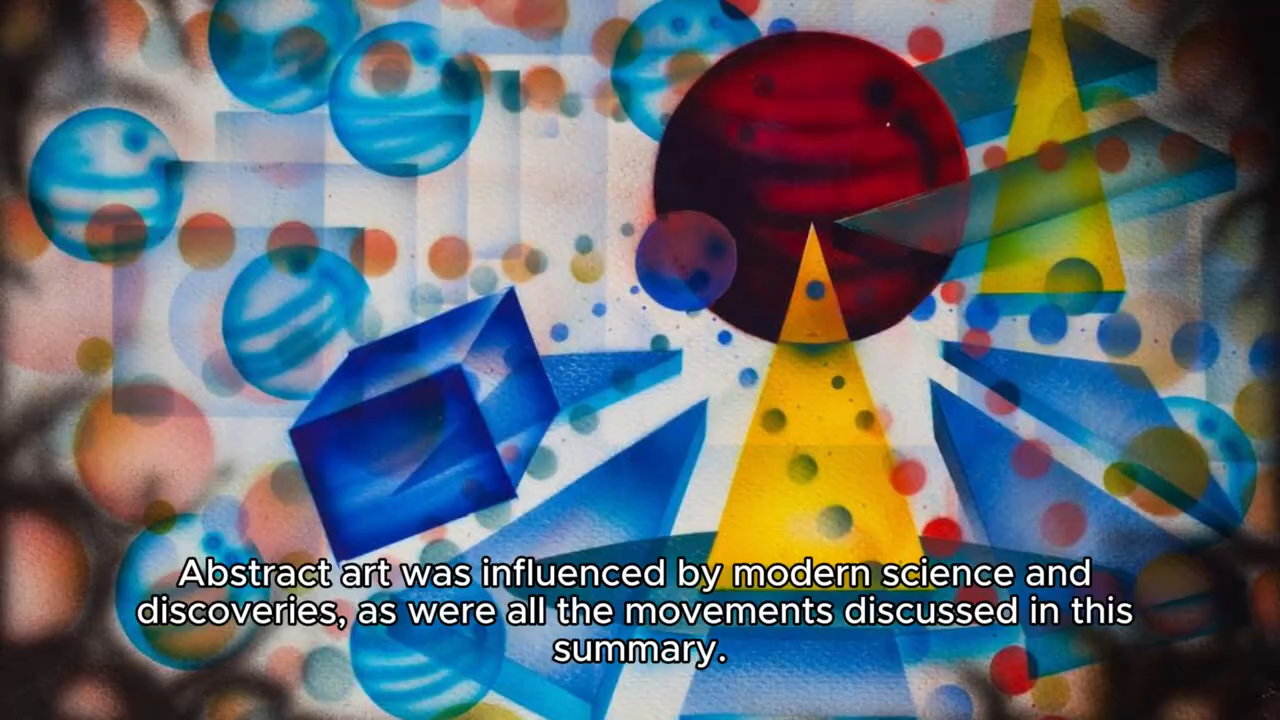 Abstract art was influenced by modern science and
discoveries, as were all the movements discussed in this
summary.